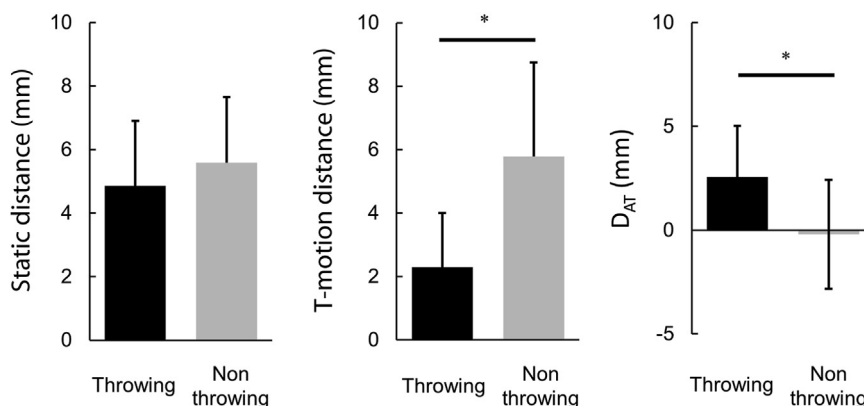 Static distance (mm)
10
8
6
4
2
0
Throwing
Non
throwing
T-motion distance (mm)
10
8
6
4
2
0
*
Throwing
Non
throwing
D_AT (mm)
10
5
0
-5
*
Throwing
Non
throwing